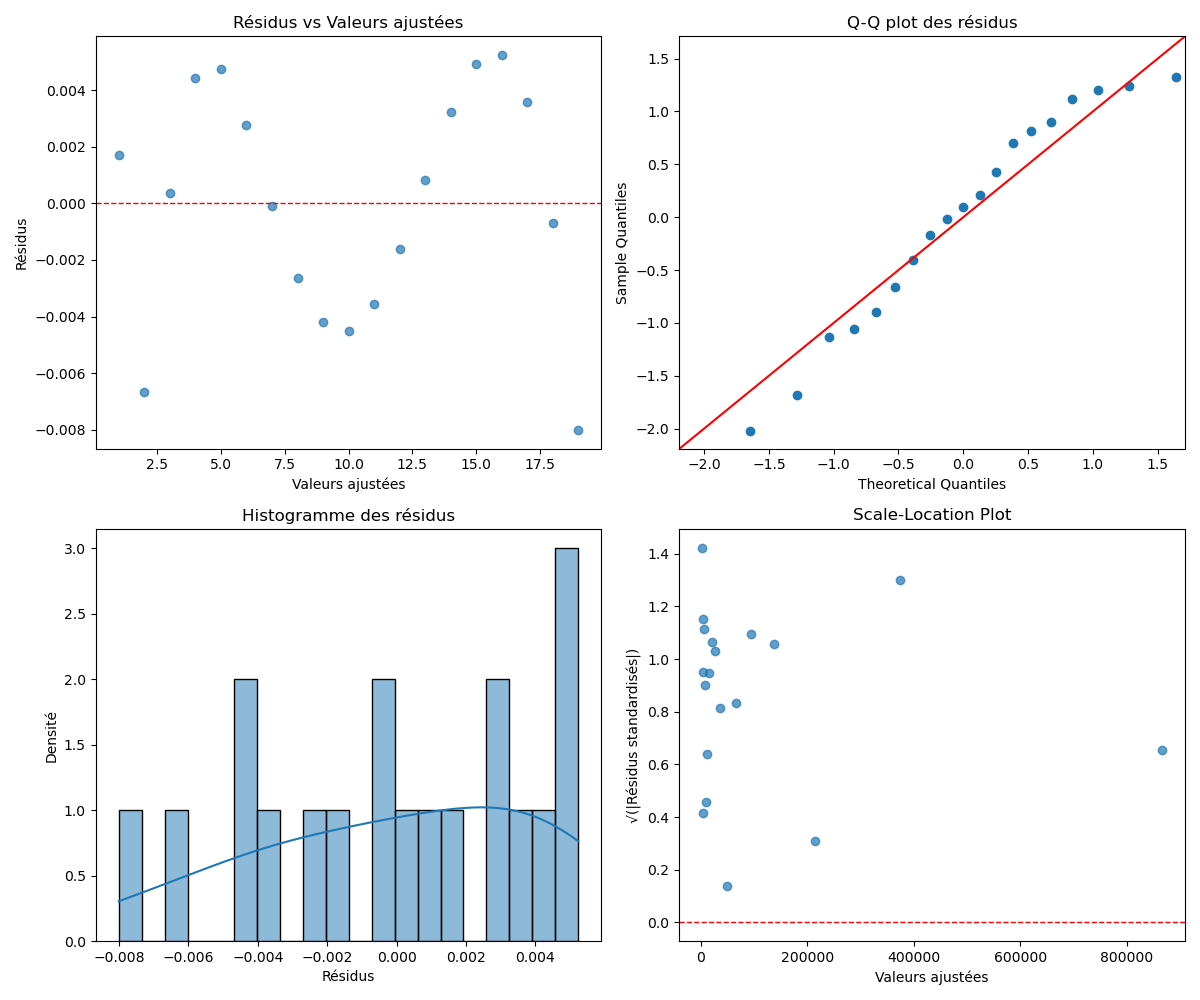 Résidus vs Valeurs ajustées
Résidus
0.004
0.002
0.000
−0.002
−0.004
−0.006
−0.008
2.5 5.0 7.5 10.0 12.5 15.0 17.5
Valeurs ajustées
Q-Q plot des résidus
Sample Quantiles
1.5
1.0
0.5
0.0
−0.5
−1.0
−1.5
−2.0
−2.0 −1.5 −1.0 −0.5 0.0 0.5 1.0 1.5
Theoretical Quantiles
Histogramme des résidus
Densité
3.0
2.5
2.0
1.5
1.0
0.5
0.0
−0.008 −0.006 −0.004 −0.002 0.000 0.002 0.004
Résidus
Scale-Location Plot
√(|Résidus standardisés|)
1.4
1.2
1.0
0.8
0.6
0.4
0.2
0.0
0 200000 400000 600000 800000
Valeurs ajustées